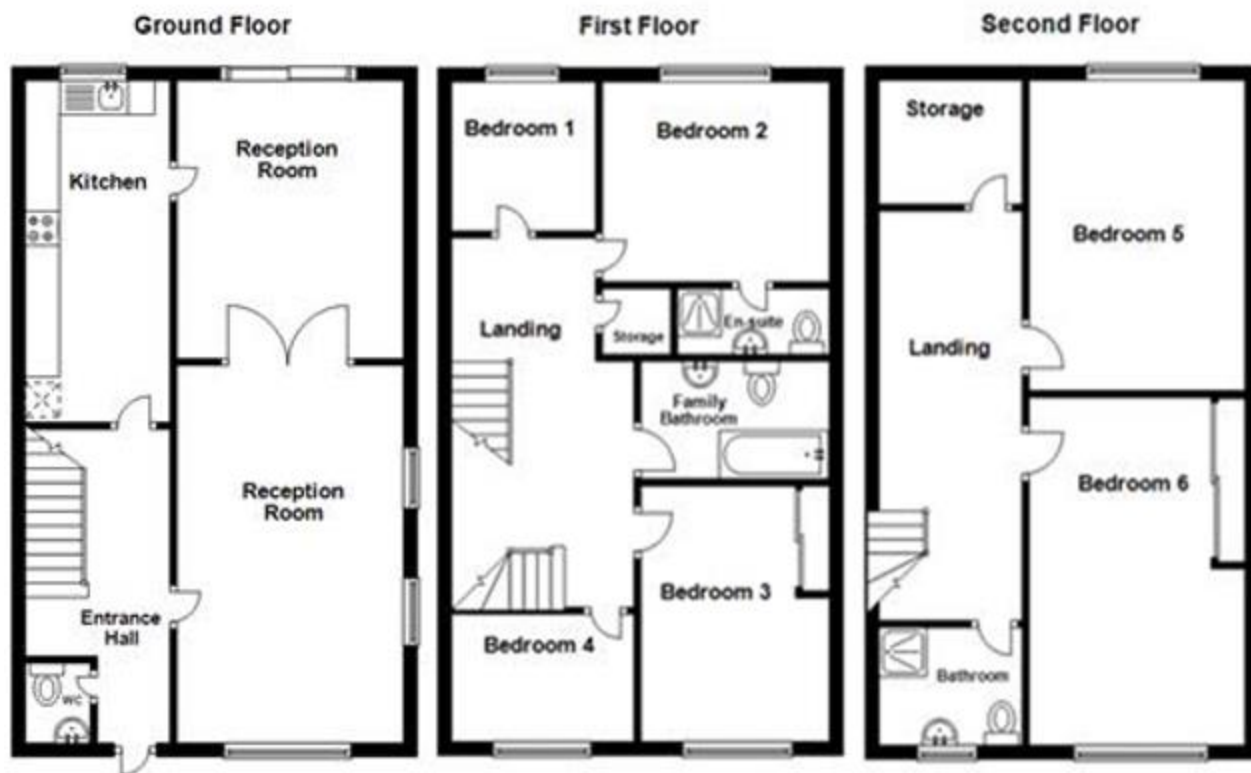 Ground Floor
Kitchen
Reception
Room
Reception
Room
Entrance
Hall
WC
First Floor
Bedroom 1
Bedroom 2
Landing
Storage
En-suite
Family
Bathroom
Bedroom 3
Bedroom 4
Second Floor
Storage
Bedroom 5
Landing
Bedroom 6
Bathroom